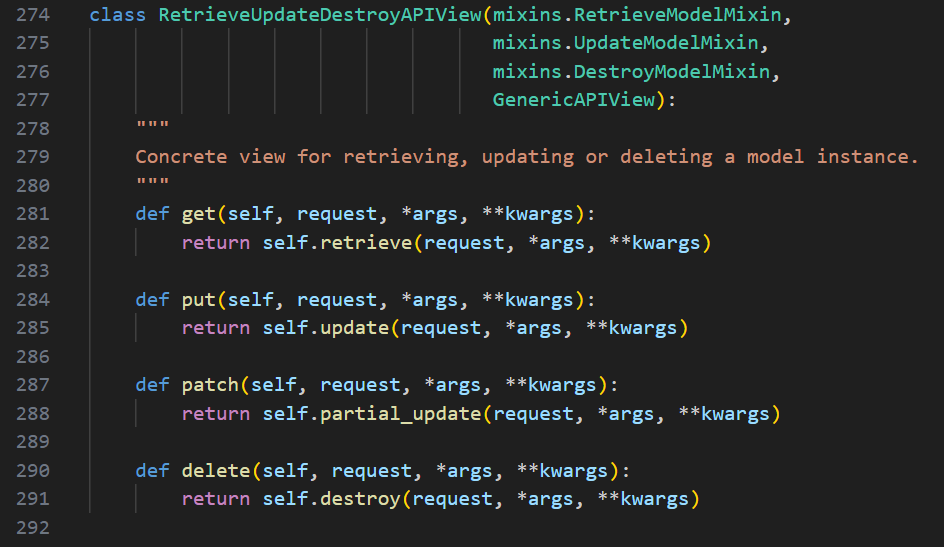 274 class RetrieveUpdateDestroyAPIView(mixins.RetrieveModelMixin,
275                                    mixins.UpdateModelMixin,
276                                    mixins.DestroyModelMixin,
277                                    GenericAPIView):
278     """
279     Concrete view for retrieving, updating or deleting a model instance.
280     """
281     def get(self, request, *args, **kwargs):
282         return self.retrieve(request, *args, **kwargs)
283
284     def put(self, request, *args, **kwargs):
285         return self.update(request, *args, **kwargs)
286
287     def patch(self, request, *args, **kwargs):
288         return self.partial_update(request, *args, **kwargs)
289
290     def delete(self, request, *args, **kwargs):
291         return self.destroy(request, *args, **kwargs)
292